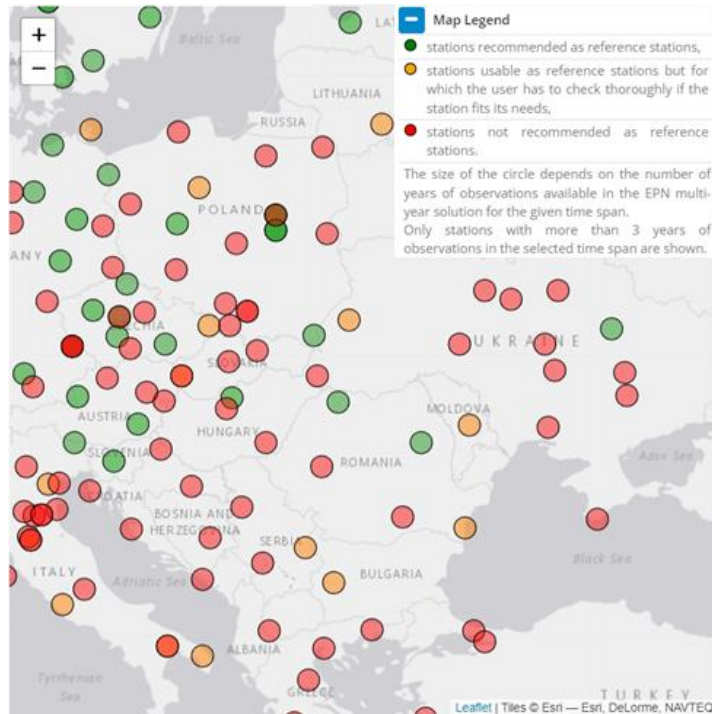 +
−
Baltic Sea
LAT
Map Legend
stations recommended as reference stations,
stations usable as reference stations but for
which the user has to check thoroughly if the
station fits its needs,
stations not recommended as reference
stations.
The size of the circle depends on the number of
years of observations available in the EPN multi-
year solution for the given time span.
Only stations with more than 3 years of
observations in the selected time span are shown.
LITHUANIA
RUSSIA
POLAND
ANY
ECHIA
UKRAINE
SLOVAKIA
AUSTRIA
MOLDOVA
HUNGARY
SLOVENIA
ROMANIA
Azov Sea
CROATIA
BOSNIA AND
HERZEGOVINA
SERBIA
ITALY
Adriatic Sea
BULGARIA
Black Sea
ALBANIA
Tyrrhenian
Sea
GREECE
TURKEY
Leaflet | Tiles © Esri — Esri, DeLorme, NAVTEQ